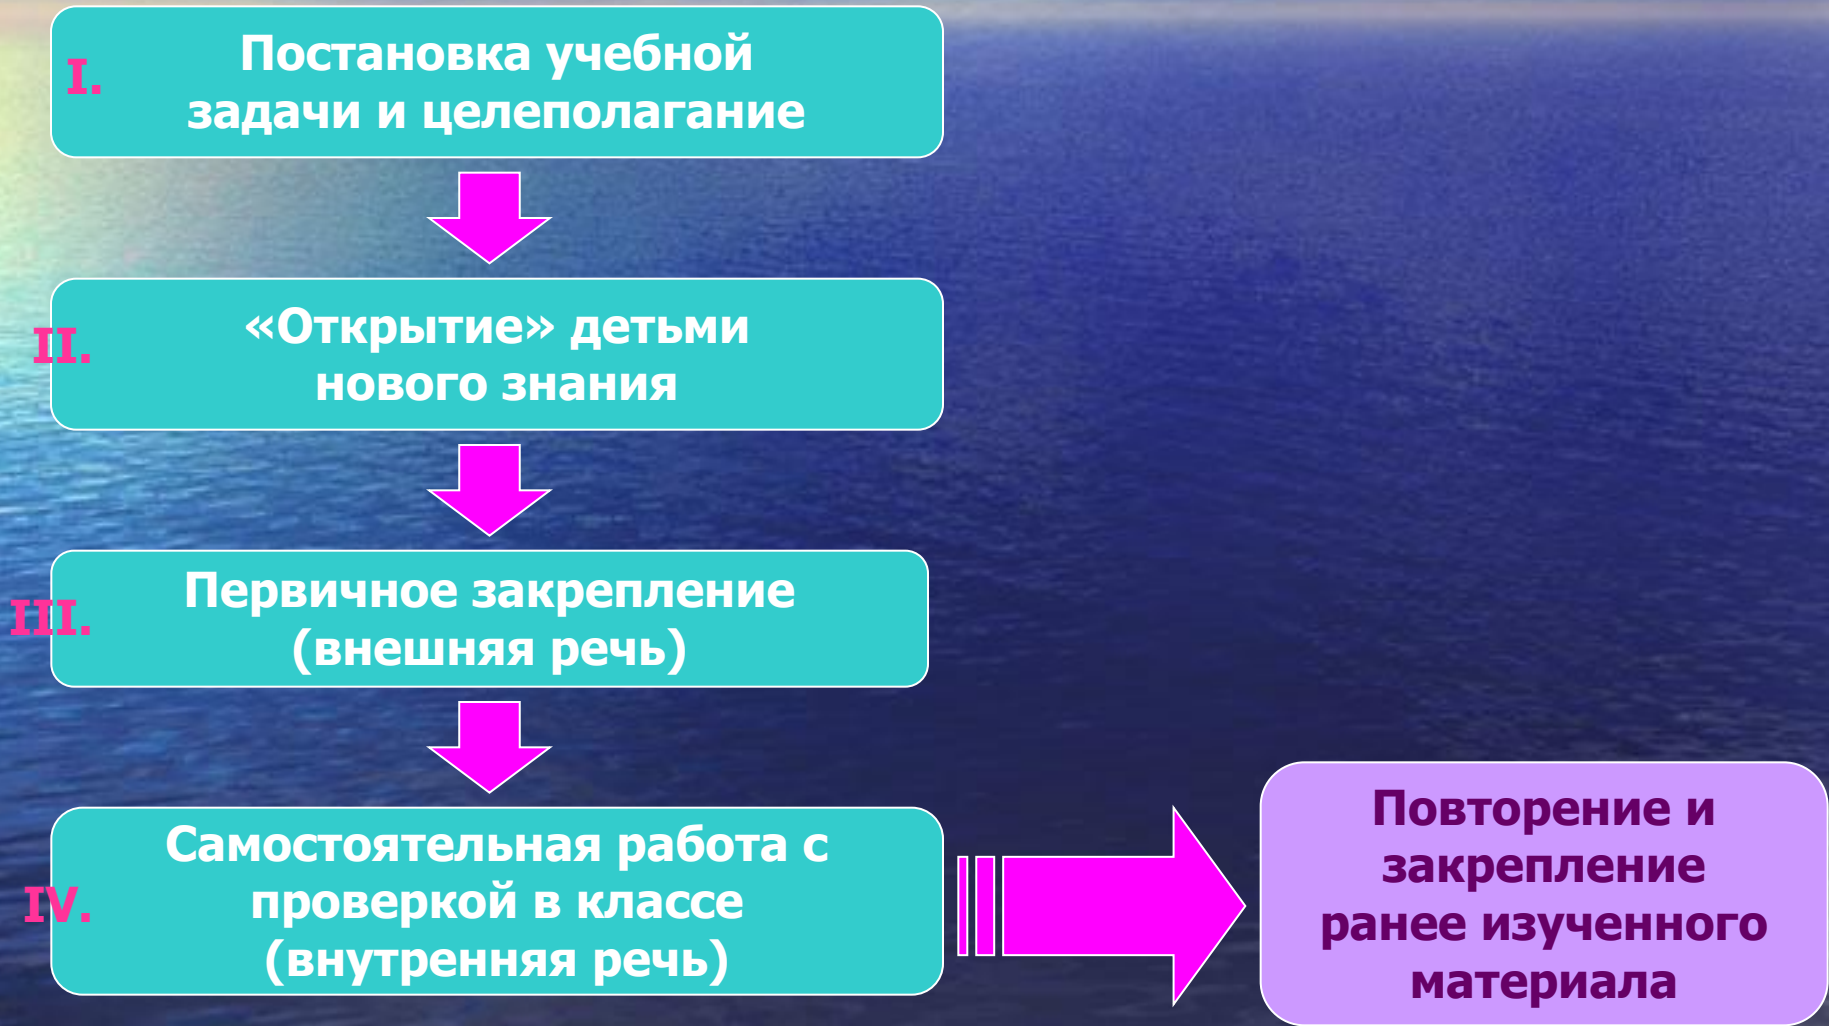 I.
Постановка учебной
задачи и целеполагание
II.
«Открытие» детьми
нового знания
III.
Первичное закрепление
(внешняя речь)
IV.
Самостоятельная работа с
проверкой в классе
(внутренняя речь)
Повторение и
закрепление
ранее изученного
материала